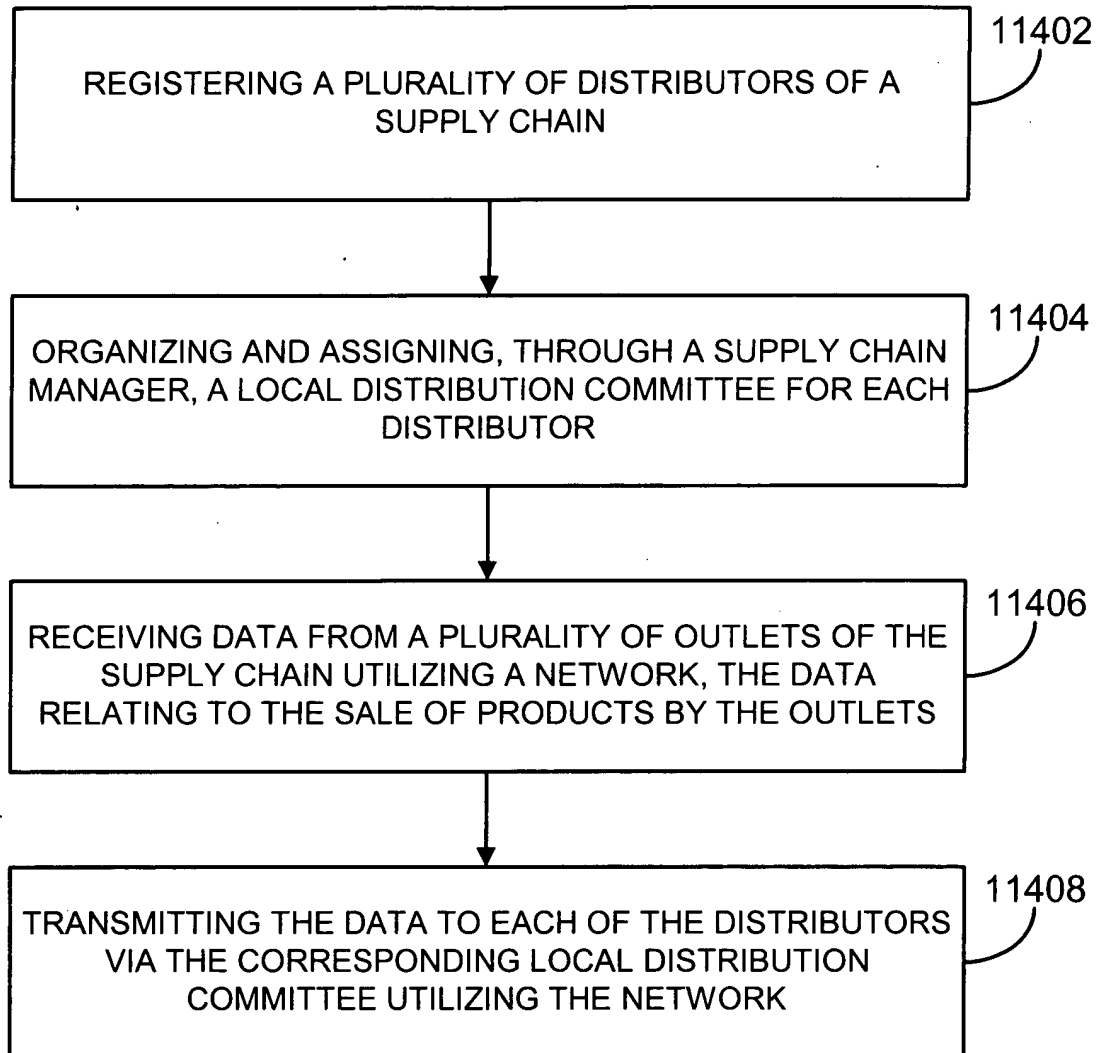 11402
REGISTERING A PLURALITY OF DISTRIBUTORS OF A
SUPPLY CHAIN
11404
ORGANIZING AND ASSIGNING, THROUGH A SUPPLY CHAIN
MANAGER, A LOCAL DISTRIBUTION COMMITTEE FOR EACH
DISTRIBUTOR
11406
RECEIVING DATA FROM A PLURALITY OF OUTLETS OF THE
SUPPLY CHAIN UTILIZING A NETWORK, THE DATA
RELATING TO THE SALE OF PRODUCTS BY THE OUTLETS
11408
TRANSMITTING THE DATA TO EACH OF THE DISTRIBUTORS
VIA THE CORRESPONDING LOCAL DISTRIBUTION
COMMITTEE UTILIZING THE NETWORK